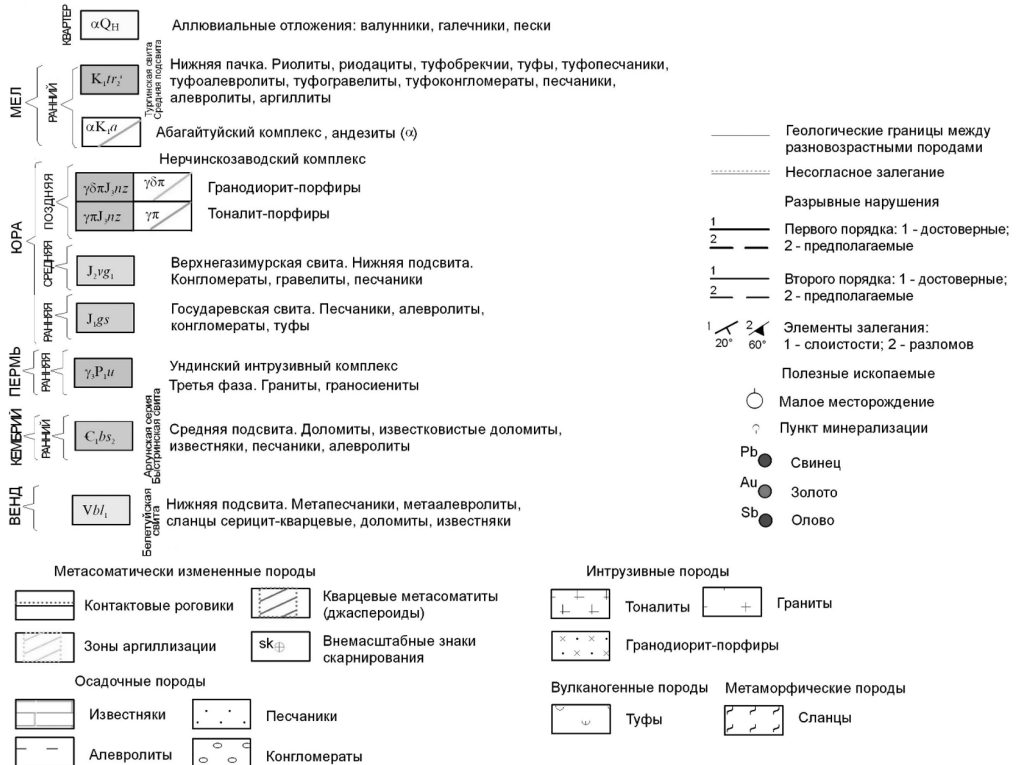 КВАРТЕР
αQH
Аллювиальные отложения: валунники, галечники, пески
МЕЛ
РАННИЙ
K₁tr₂
Тургинская свита
Средняя подсвита
Нижняя пачка. Риолиты, риодациты, туфобрекчии, туфы, туфопесчаники,
туфоалевролиты, туфогравелиты, туфоконгломераты, песчаники,
алевролиты, аргиллиты
αK₁a
Абагайтуйский комплекс, андезиты (α)
Нерчинскозаводский комплекс
ЮРА
ПОЗДНЯЯ
γδπJ₃nz
γδπ
Гранодиорит-порфиры
γπJ₃nz
γπ
Тоналит-порфиры
СРЕДНЯЯ
J₂vg₁
Верхнегазимурская свита. Нижняя подсвита.
Конгломераты, гравелиты, песчаники
РАННЯЯ
J₁gs
Государевская свита. Песчаники, алевролиты,
конгломераты, туфы
ПЕРМЬ
РАННЯЯ
γ₃P₁u
Ундинский интрузивный комплекс
Третья фаза. Граниты, граносиениты
КЕМБРИЙ
РАННИЙ
Є₁bs₂
Аргунская серия
Быстринская свита
Средняя подсвита. Доломиты, известковистые доломиты,
известняки, песчаники, алевролиты
ВЕНД
Vbl₁
Белетуйская
свита
Нижняя подсвита. Метапесчаники, метаалевролиты,
сланцы серицит-кварцевые, доломиты, известняки
Геологические границы между
разновозрастными породами
Несогласное залегание
Разрывные нарушения
1
2
Первого порядка: 1 - достоверные;
2 - предполагаемые
1
2
Второго порядка: 1 - достоверные;
2 - предполагаемые
1 2
20° 60°
Элементы залегания:
1 - слоистости; 2 - разломов
Полезные ископаемые
Малое месторождение
Пункт минерализации
Pb Свинец
Au Золото
Sb Олово
Метасоматически измененные породы
Контактовые роговики
Кварцевые метасоматиты
(джаспероиды)
Зоны аргиллизации
sk
Внемасштабные знаки
скарнирования
Осадочные породы
Известняки
Песчаники
Алевролиты
Конгломераты
Интрузивные породы
Тоналиты
Граниты
Гранодиорит-порфиры
Вулканогенные породы
Метаморфические породы
Туфы
Сланцы